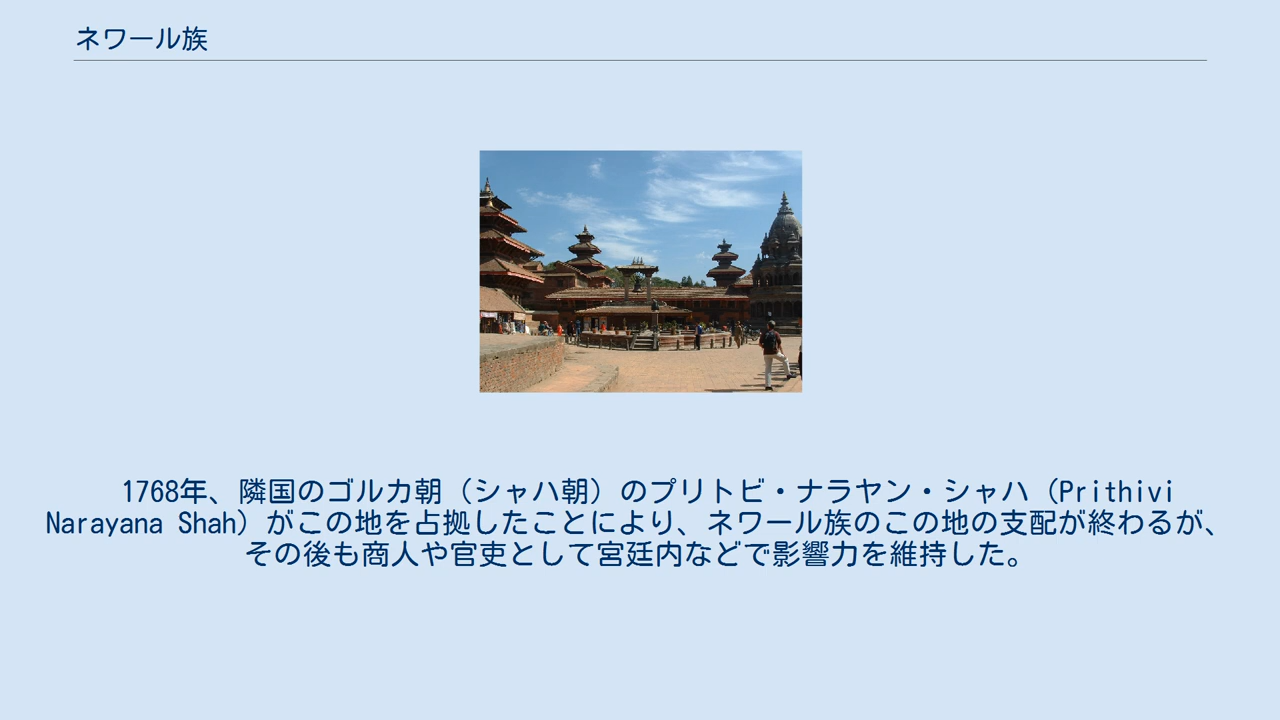 ネワール族
1768年、隣国のゴルカ朝（シャハ朝）のプリトビ・ナラヤン・シャハ（Prithivi
Narayana Shah）がこの地を占拠したことにより、ネワール族のこの地の支配が終わるが、
その後も商人や官吏として宮廷内などで影響力を維持した。